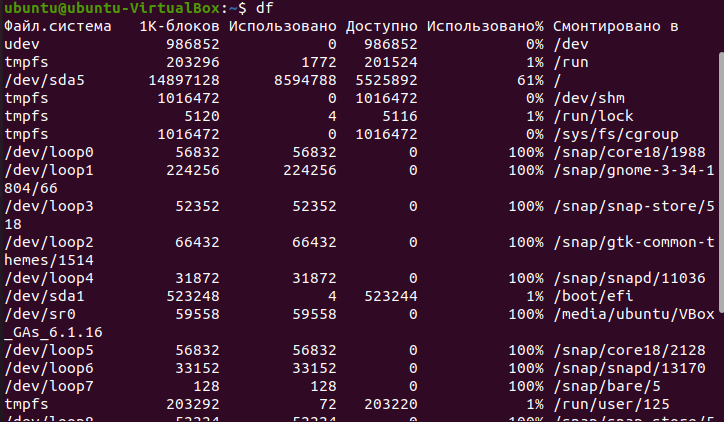 ubuntu@ubuntu-VirtualBox:~$ df
Файл.система 1K-блоков Использовано Доступно Использовано% Смонтировано в
udev 986852 0 986852 0% /dev
tmpfs 203296 1772 201524 1% /run
/dev/sda5 14897128 8594788 5525892 61% /
tmpfs 1016472 0 1016472 0% /dev/shm
tmpfs 5120 4 5116 1% /run/lock
tmpfs 1016472 0 1016472 0% /sys/fs/cgroup
/dev/loop0 56832 56832 0 100% /snap/core18/1988
/dev/loop1 224256 224256 0 100% /snap/gnome-3-34-1
804/66
/dev/loop3 52352 52352 0 100% /snap/snap-store/5
18
/dev/loop2 66432 66432 0 100% /snap/gtk-common-t
hemes/1514
/dev/loop4 31872 31872 0 100% /snap/snapd/11036
/dev/sda1 523248 4 523244 1% /boot/efi
/dev/sr0 59558 59558 0 100% /media/ubuntu/VBox
_GAs_6.1.16
/dev/loop5 56832 56832 0 100% /snap/core18/2128
/dev/loop6 33152 33152 0 100% /snap/snapd/13170
/dev/loop7 128 128 0 100% /snap/bare/5
tmpfs 203292 72 203220 1% /run/user/125